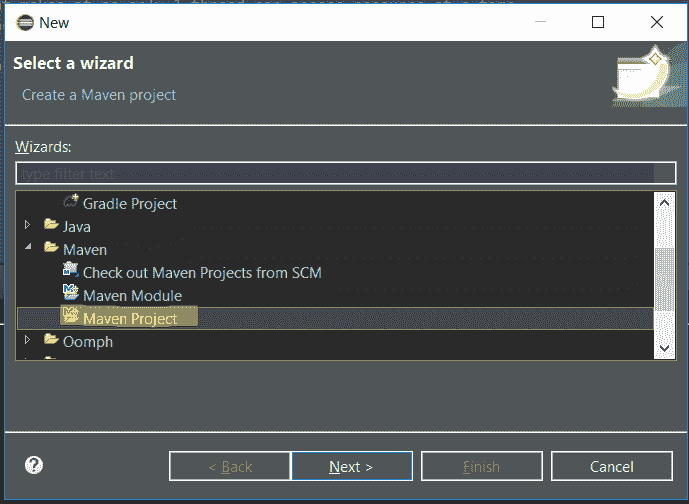 New
Select a wizard
Create a Maven project
Wizards:
type filter text
Gradle Project
Java
Maven
Check out Maven Projects from SCM
Maven Module
Maven Project
Oomph
< Back
Next >
Finish
Cancel